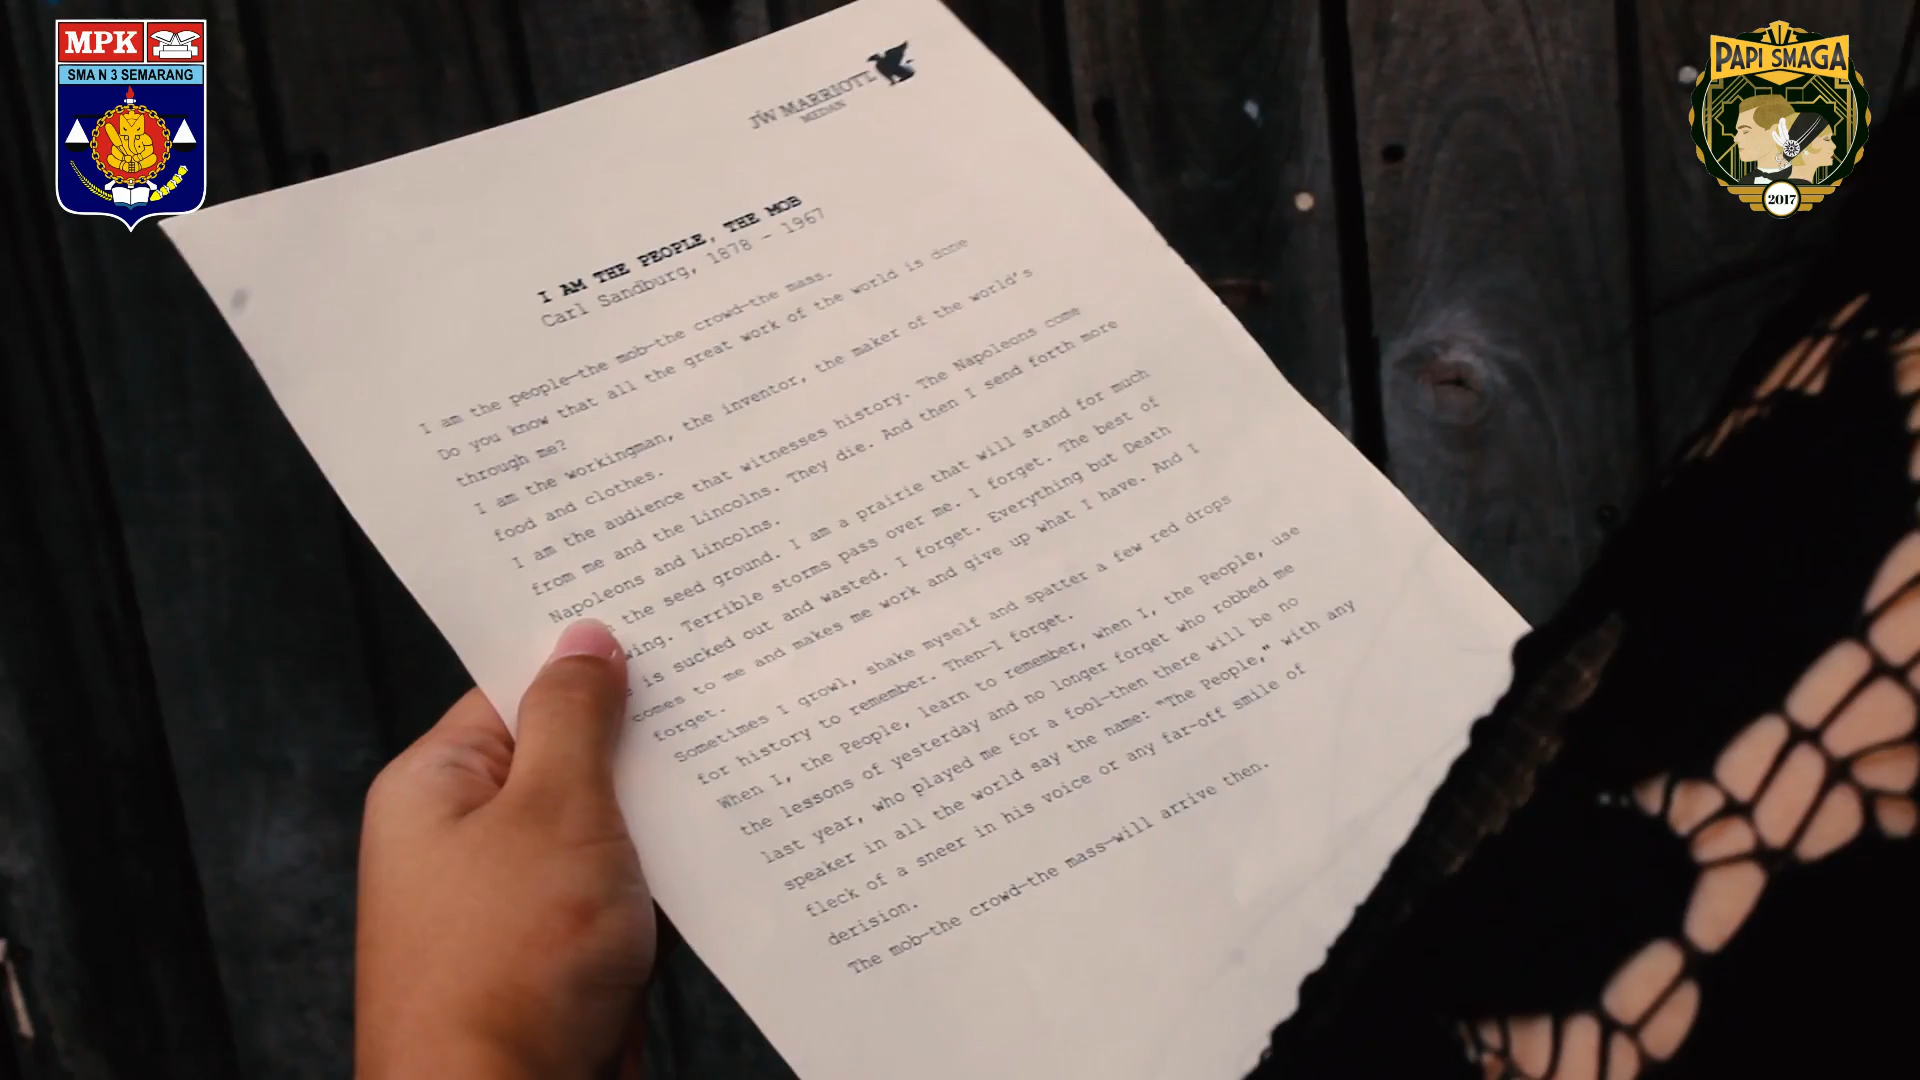 MPK
SMA N 3 SEMARANG
PAPI SMAGA
2017
JW MARRIOTT
MEDAN
I AM THE PEOPLE, THE MOB
Carl Sandburg, 1878 - 1967
I am the people—the mob—the crowd—the mass.
Do you know that all the great work of the world is done
through me?
I am the workingman, the inventor, the maker of the world's
food and clothes.
I am the audience that witnesses history. The Napoleons come
from me and the Lincolns. They die. And then I send forth more
Napoleons and Lincolns.
the seed ground. I am a prairie that will stand for much
Terrible storms pass over me. I forget. The best of
is sucked out and wasted. I forget. Everything but Death
comes to me and makes me work and give up what I have. And I
forget.
Sometimes I growl, shake myself and spatter a few red drops
for history to remember. Then—I forget.
When I, the People, learn to remember, when I, the People, use
the lessons of yesterday and no longer forget who robbed me
last year, who played me for a fool—then there will be no
speaker in all the world say the name: "The People," with any
fleck of a sneer in his voice or any far-off smile of
derision.
The mob—the crowd—the mass—will arrive then.